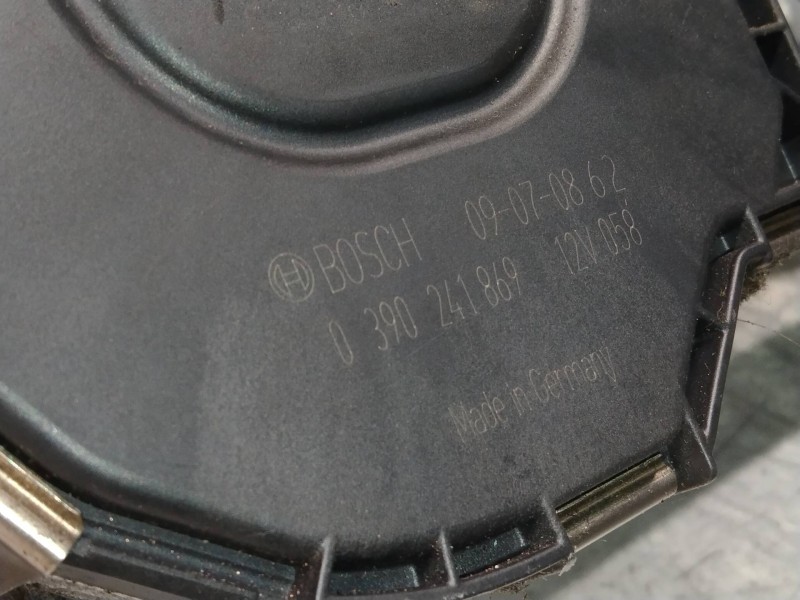 BOSCH 09-07-08 62
0 390 241 869 12V 058
Made in Germany